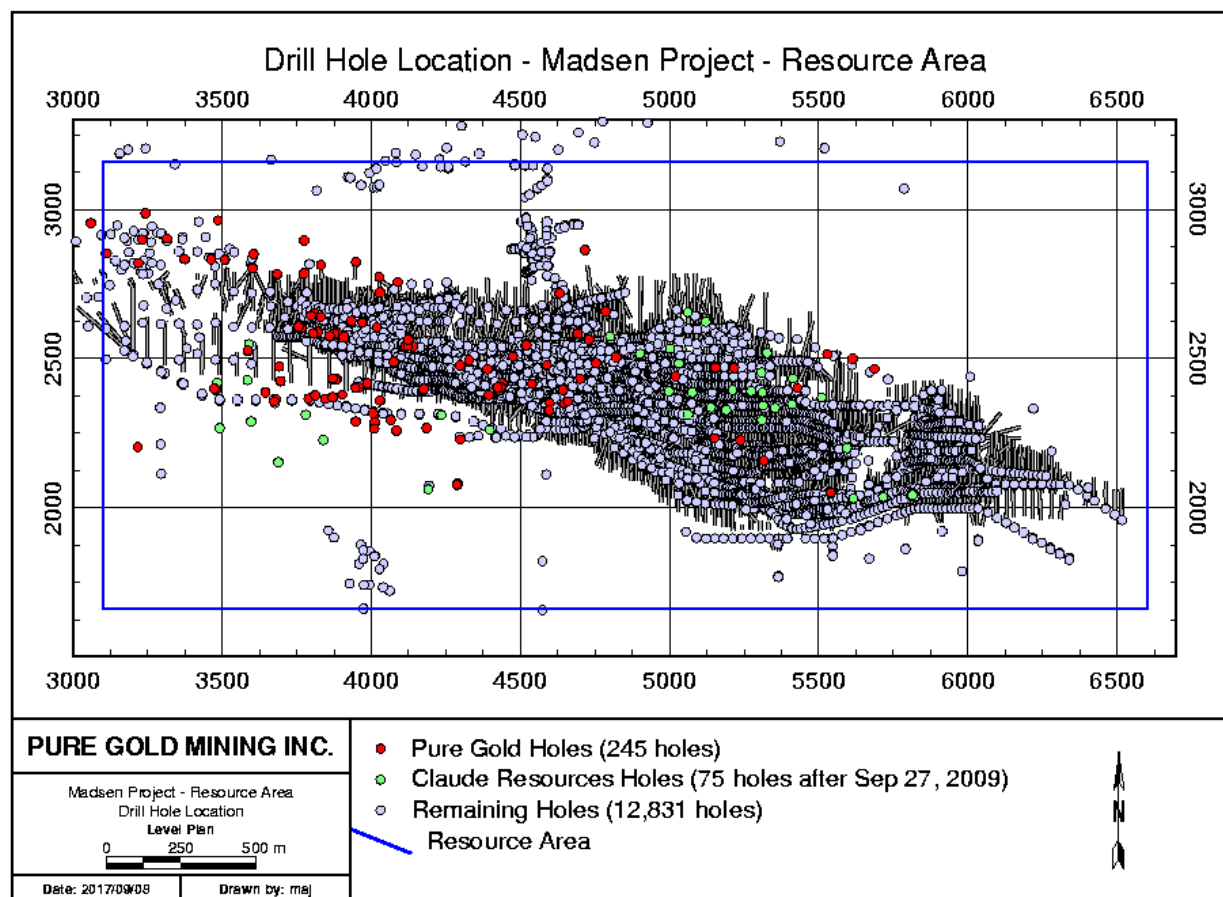 Drill Hole Location - Madsen Project - Resource Area
3000 3500 4000 4500 5000 5500 6000 6500
3000 3000
2500 2500
2000 2000
3000 3500 4000 4500 5000 5500 6000 6500
PURE GOLD MINING INC.
Madsen Project - Resource Area
Drill Hole Location
Level Plan
0 250 500 m
Date: 2017/09/09 Drawn by: maj
Pure Gold Holes (245 holes)
Claude Resources Holes (75 holes after Sep 27, 2009)
Remaining Holes (12,831 holes)
Resource Area
N